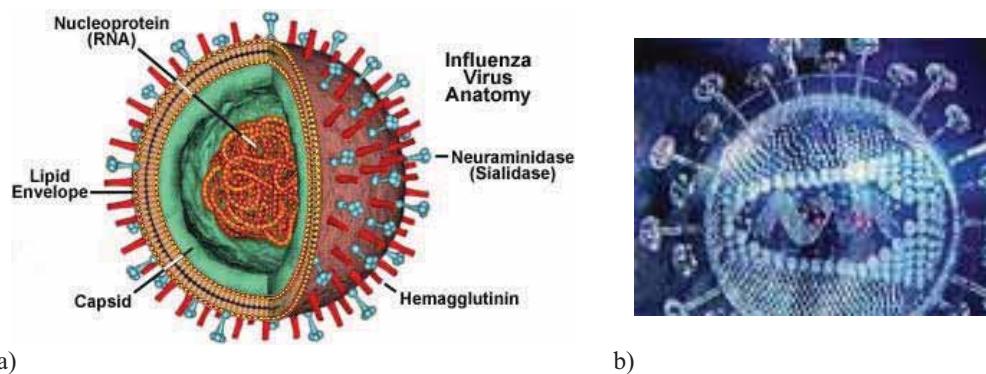 Nucleoprotein
(RNA)
Influenza
Virus
Anatomy
Neuraminidase
(Sialidase)
Lipid
Envelope
Capsid
Hemagglutinin
a)
b)